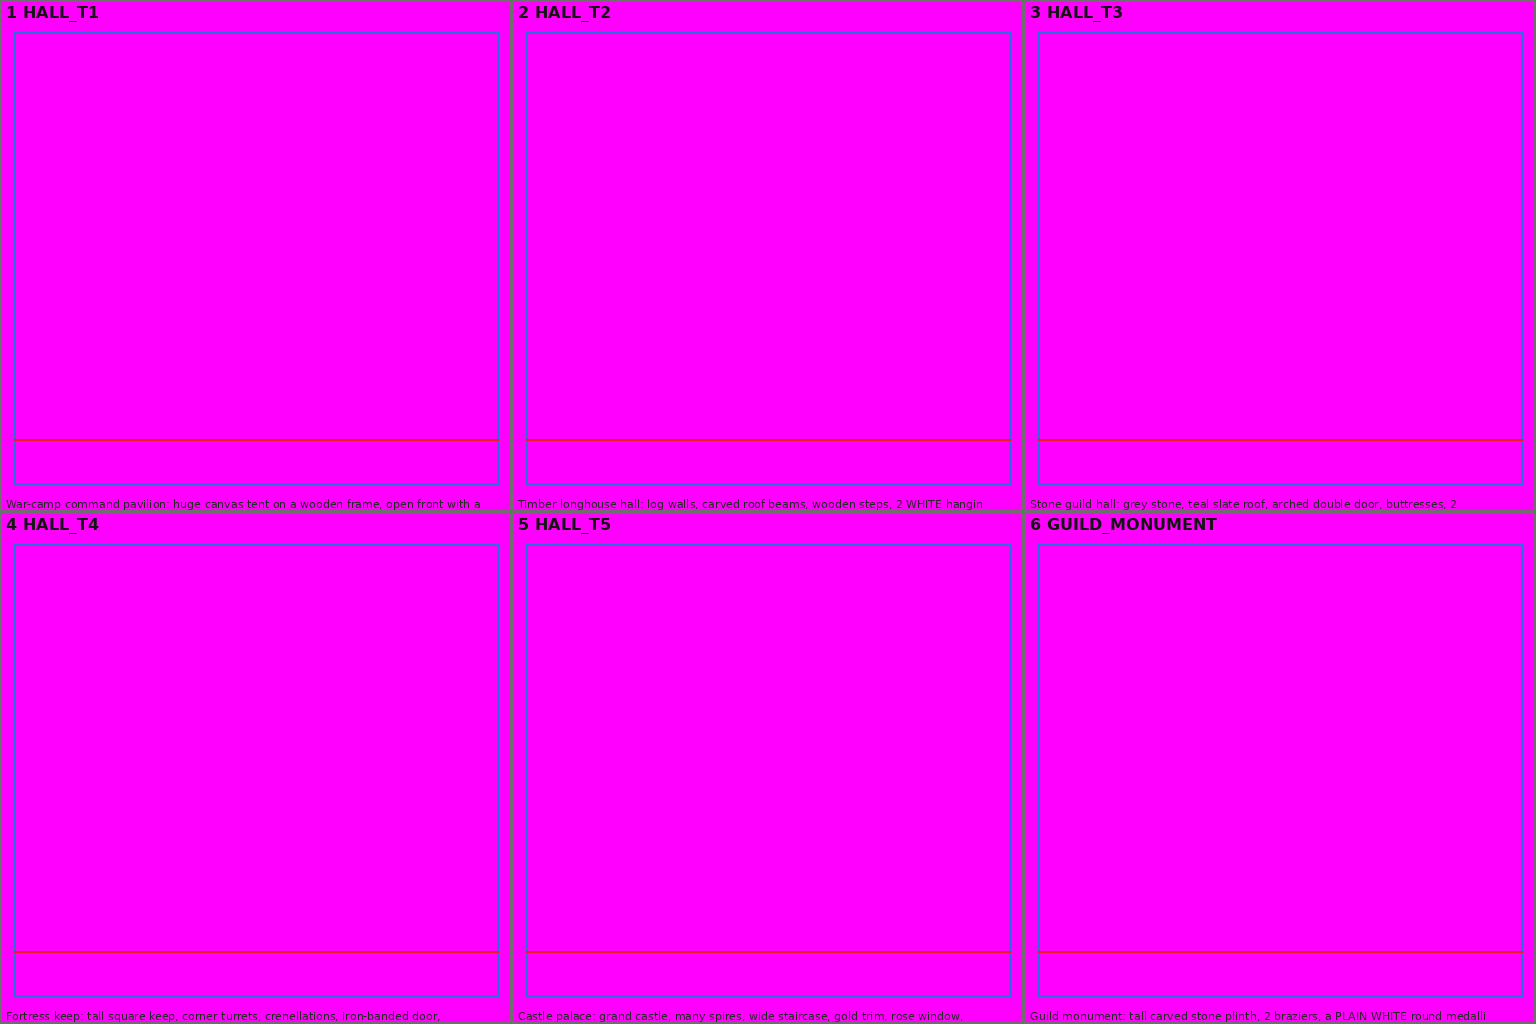 1 HALL_T1
2 HALL_T2
3 HALL_T3
War-camp command pavilion: huge canvas tent on a wooden frame, open front with a
Timber longhouse hall: log walls, carved roof beams, wooden steps, 2 WHITE hangin
Stone guild hall: grey stone, teal slate roof, arched double door, buttresses, 2
4 HALL_T4
5 HALL_T5
6 GUILD_MONUMENT
Fortress keep: tall square keep, corner turrets, crenellations, iron-banded door,
Castle palace: grand castle, many spires, wide staircase, gold trim, rose window,
Guild monument: tall carved stone plinth, 2 braziers, a PLAIN WHITE round medalli